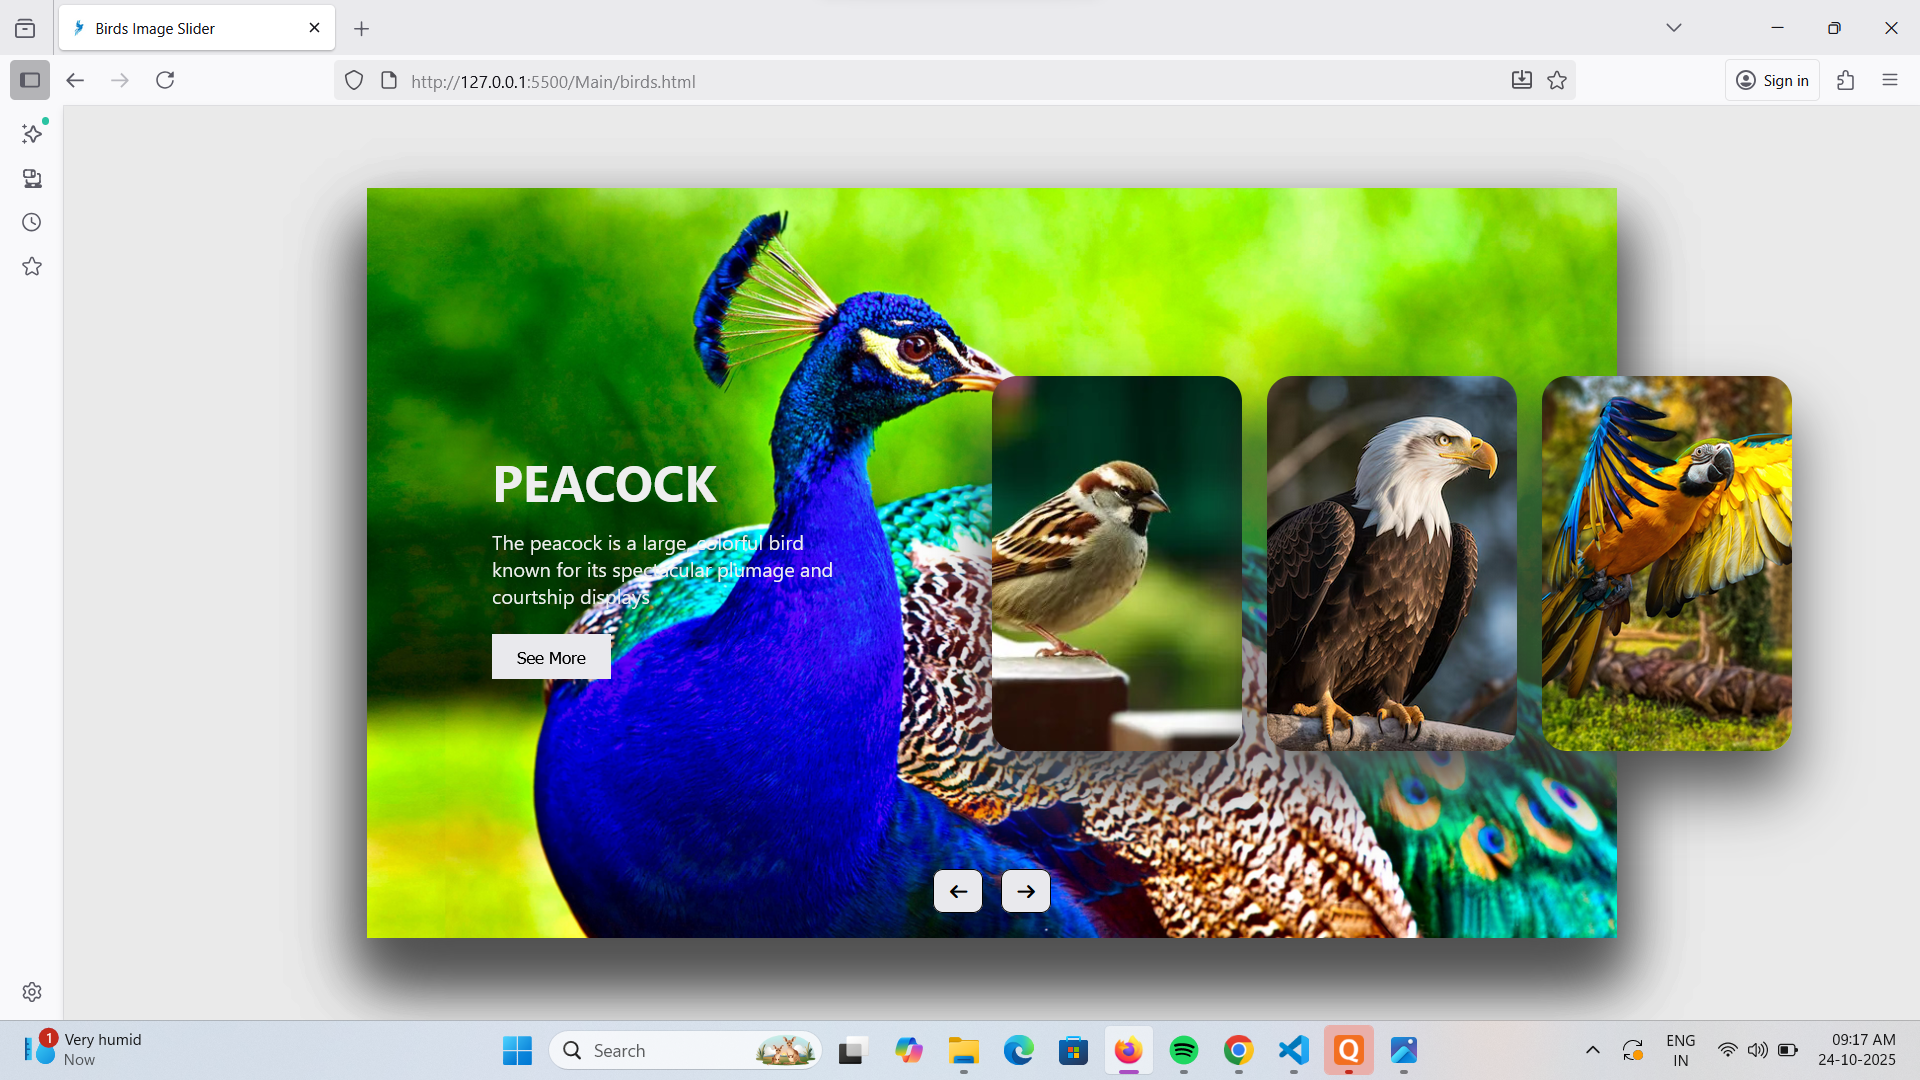 Birds Image Slider
http://127.0.0.1:5500/Main/birds.html
Sign in
PEACOCK
The peacock is a large, colorful bird
known for its spectacular plumage and
courtship displays
See More
1
Very humid
Now
Search
Q
ENG
IN
09:17 AM
24-10-2025